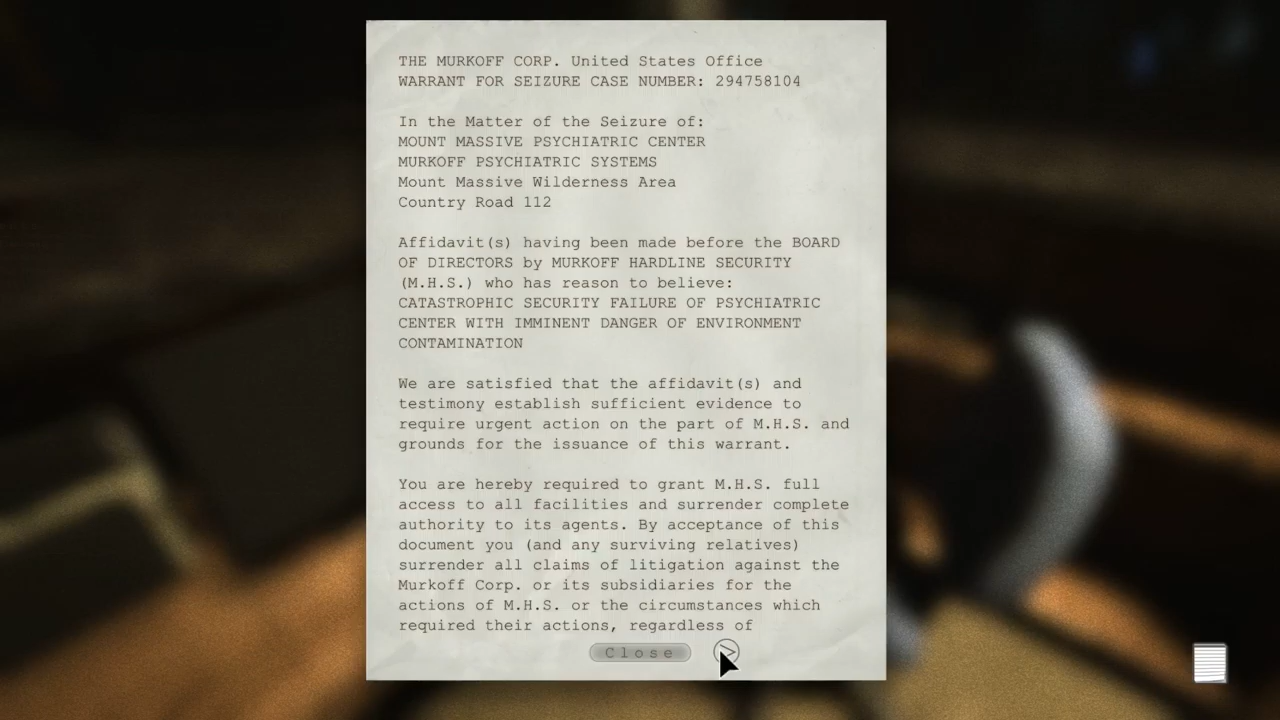 THE MURKOFF CORP. United States Office
WARRANT FOR SEIZURE CASE NUMBER: 294758104
In the Matter of the Seizure of:
MOUNT MASSIVE PSYCHIATRIC CENTER
MURKOFF PSYCHIATRIC SYSTEMS
Mount Massive Wilderness Area
Country Road 112
Affidavit(s) having been made before the BOARD
OF DIRECTORS by MURKOFF HARDLINE SECURITY
(M.H.S.) who has reason to believe:
CATASTROPHIC SECURITY FAILURE OF PSYCHIATRIC
CENTER WITH IMMINENT DANGER OF ENVIRONMENT
CONTAMINATION
We are satisfied that the affidavit(s) and
testimony establish sufficient evidence to
require urgent action on the part of M.H.S. and
grounds for the issuance of this warrant.
You are hereby required to grant M.H.S. full
access to all facilities and surrender complete
authority to its agents. By acceptance of this
document you (and any surviving relatives)
surrender all claims of litigation against the
Murkoff Corp. or its subsidiaries for the
actions of M.H.S. or the circumstances which
required their actions, regardless of
Close >